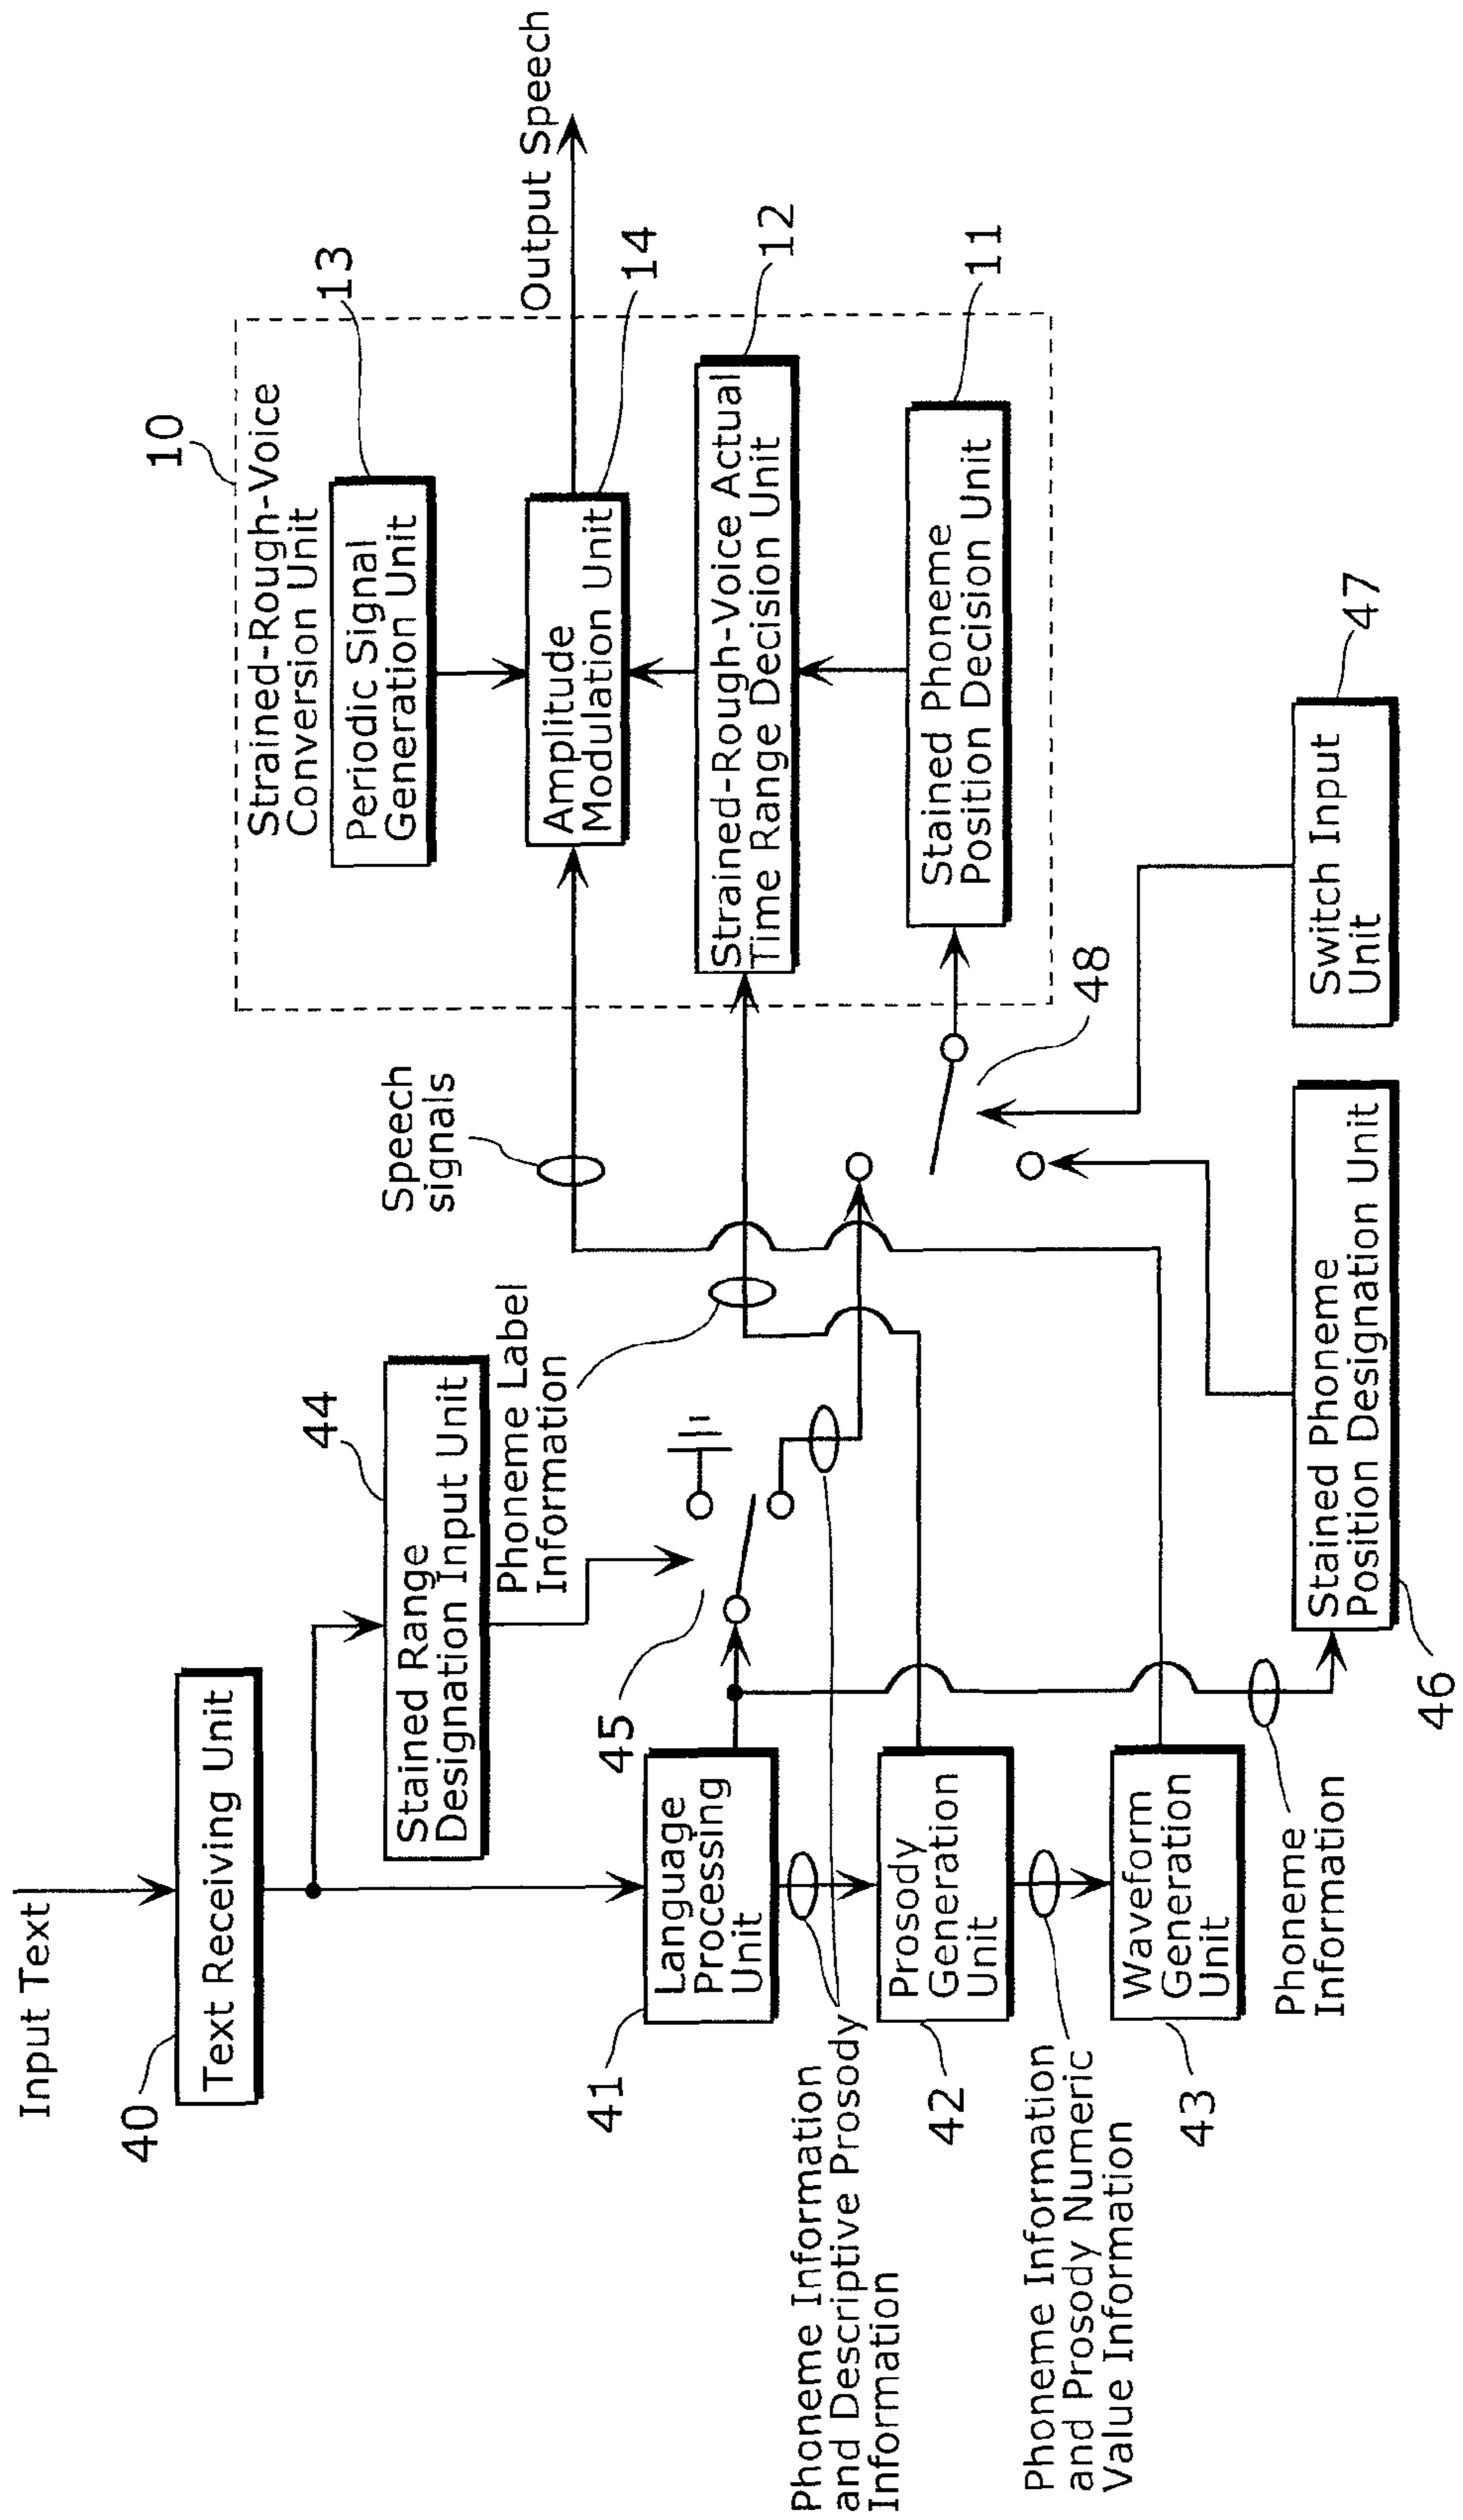 Input Text
40
Text Receiving Unit
44
Stained Range
Designation Input Unit
Phoneme Label
Information
Speech
signals
10
Strained-Rough-Voice
Conversion Unit
13
Periodic Signal
Generation Unit
Output Speech
14
Amplitude
Modulation Unit
12
Strained-Rough-Voice Actual
Time Range Decision Unit
11
Stained Phoneme
Position Decision Unit
45
41
Language
Processing
Unit
48
Phoneme Information
and Descriptive Prosody
Information
42
Prosody
Generation
Unit
Phoneme Information
and Prosody Numeric
Value Information
43
Waveform
Generation
Unit
Phoneme
Information
46
Stained Phoneme
Position Designation Unit
47
Switch Input
Unit